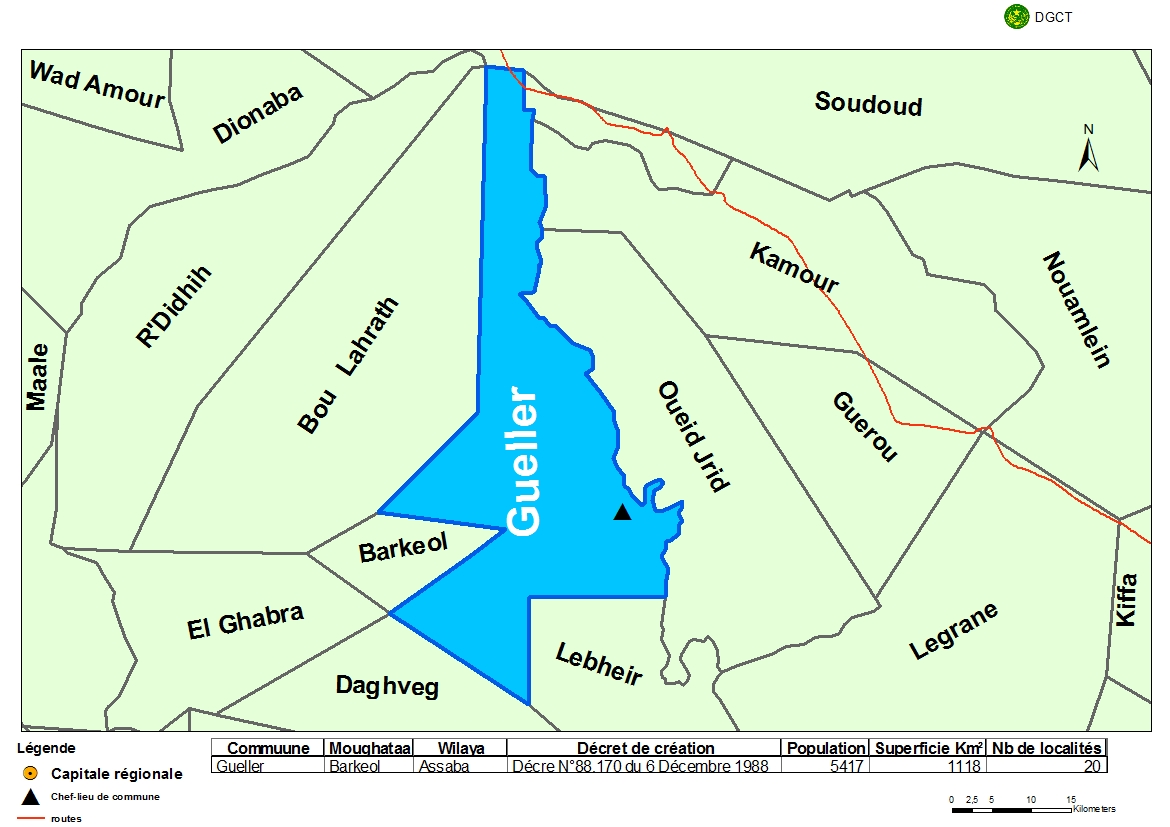 DGCT
Wad Amour
Dionaba
Soudoud
N
R'Didhih
Bou Lahrath
Kamour
Nouamlein
Maale
Gueller
Oueid Jrid
Guerou
Barkeol
El Ghabra
Daghveg
Lebheir
Legrane
Kiffa
Légende
Capitale régionale
Chef-lieu de commune
routes
Commuune Moughataa Wilaya Décret de création Population Superficie Km² Nb de localités
Gueller Barkeol Assaba Décre N°88.170 du 6 Décembre 1988 5417 1118 20
0 2,5 5 10 15
Kilometers